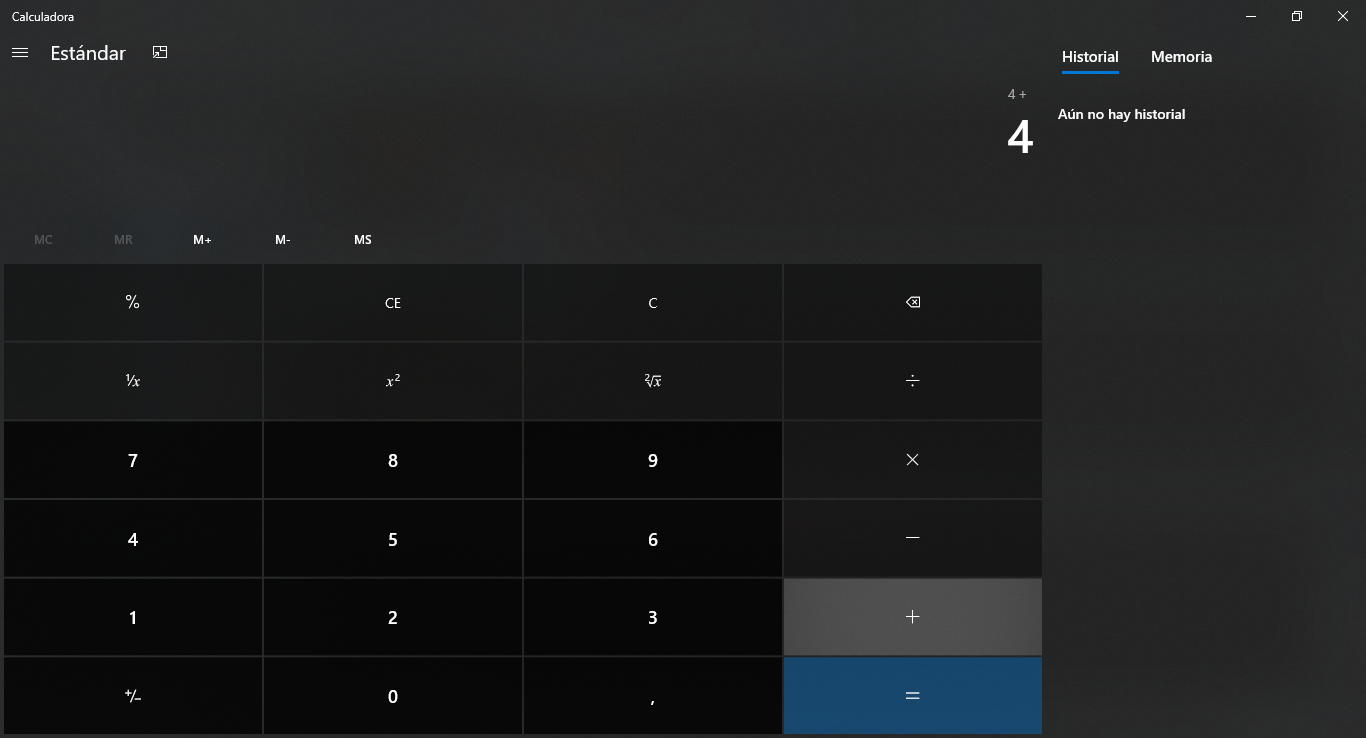 Calculadora
Estándar
Historial Memoria
4 +
Aún no hay historial
4
MC MR M+ M- MS
% CE C
¹/x x² ²√x ÷
7 8 9 ×
4 5 6 −
1 2 3 +
+/− 0 , =